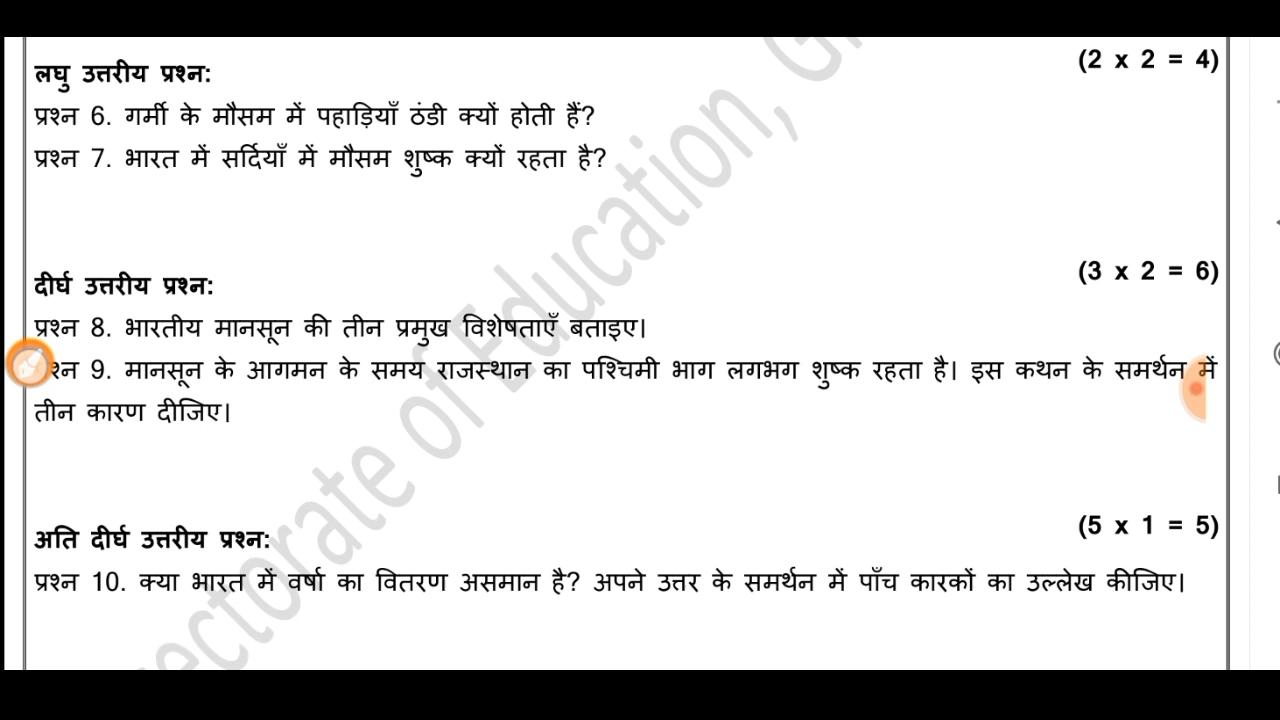 लघु उत्तरीय प्रश्न: (2 x 2 = 4)
प्रश्न 6. गर्मी के मौसम में पहाड़ियाँ ठंडी क्यों होती हैं?
प्रश्न 7. भारत में सर्दियाँ में मौसम शुष्क क्यों रहता है?
दीर्घ उत्तरीय प्रश्न: (3 x 2 = 6)
प्रश्न 8. भारतीय मानसून की तीन प्रमुख विशेषताएँ बताइए।
श्न 9. मानसून के आगमन के समय राजस्थान का पश्चिमी भाग लगभग शुष्क रहता है। इस कथन के समर्थन में
तीन कारण दीजिए।
अति दीर्घ उत्तरीय प्रश्न: (5 x 1 = 5)
प्रश्न 10. क्या भारत में वर्षा का वितरण असमान है? अपने उत्तर के समर्थन में पाँच कारकों का उल्लेख कीजिए।
ectorate of Education, G